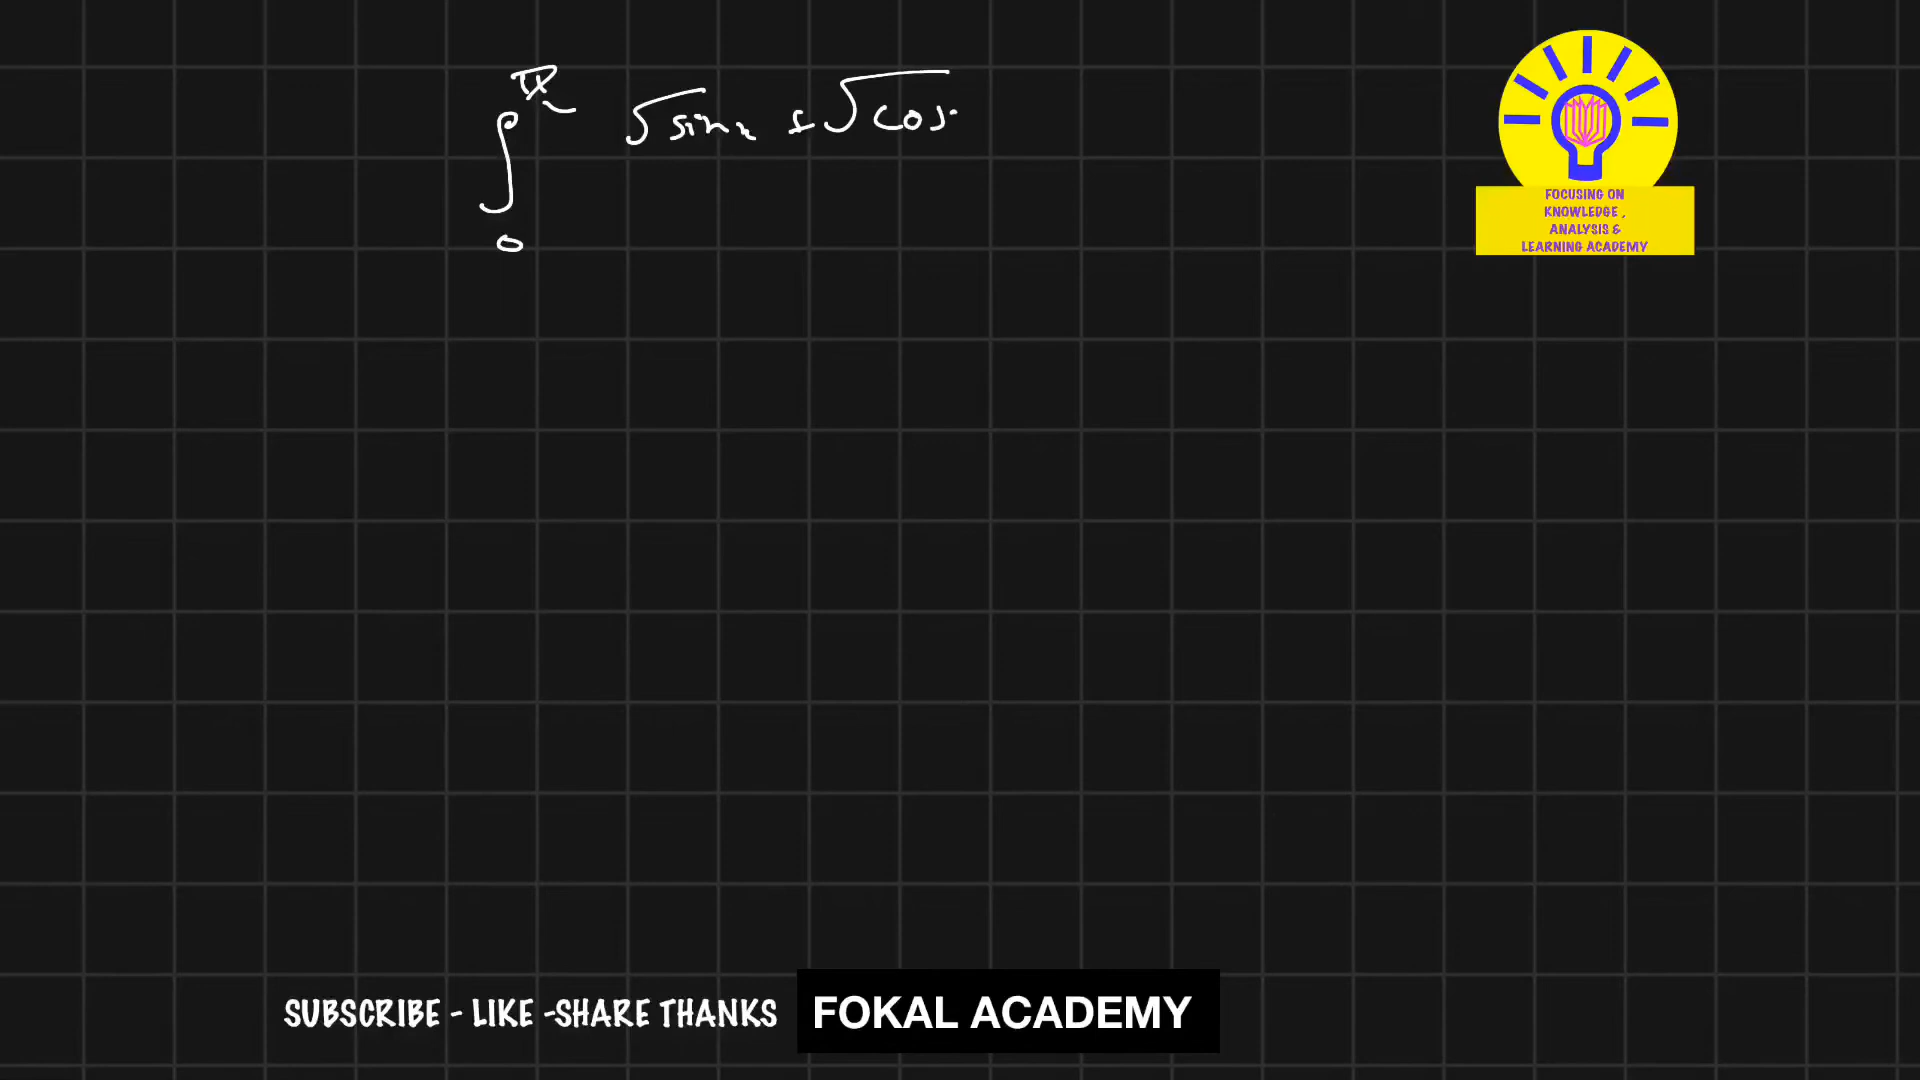 ∫₀^(π/2) √sinx + √cos
FOCUSING ON
KNOWLEDGE ,
ANALYSIS &
LEARNING ACADEMY
SUBSCRIBE - LIKE -SHARE THANKS FOKAL ACADEMY